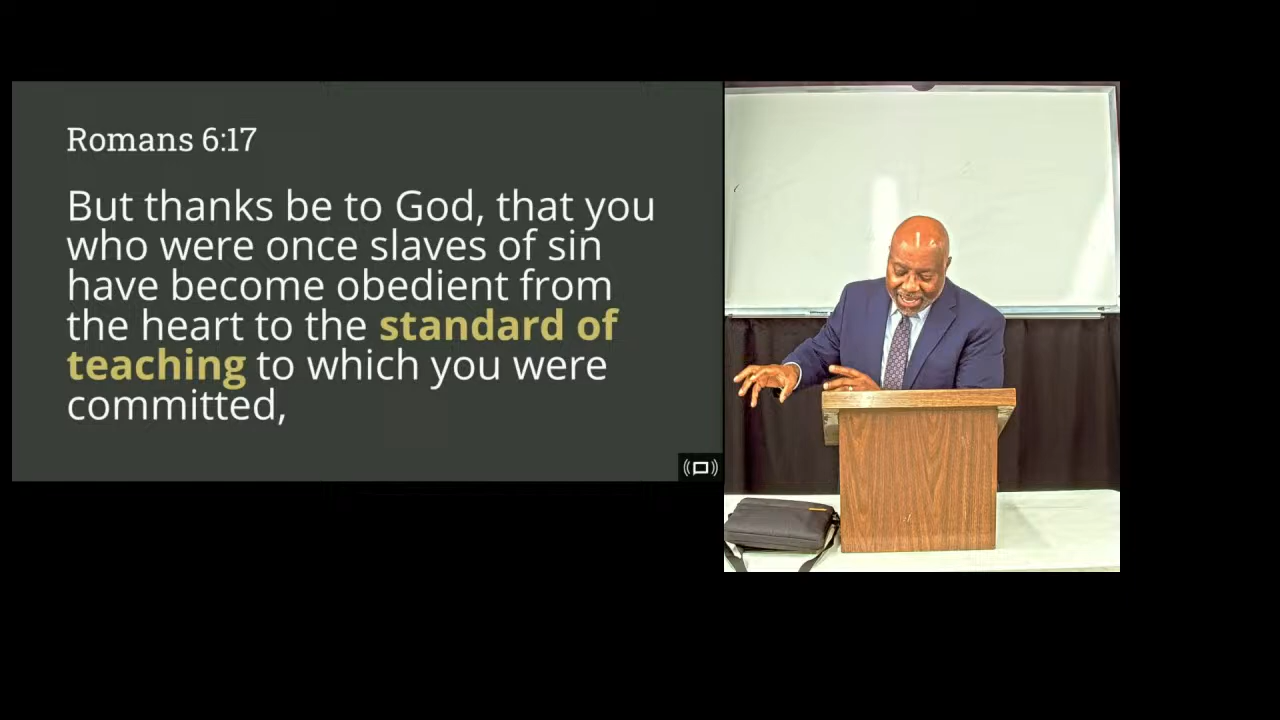 Romans 6:17
But thanks be to God, that you
who were once slaves of sin
have become obedient from
the heart to the standard of
teaching to which you were
committed,